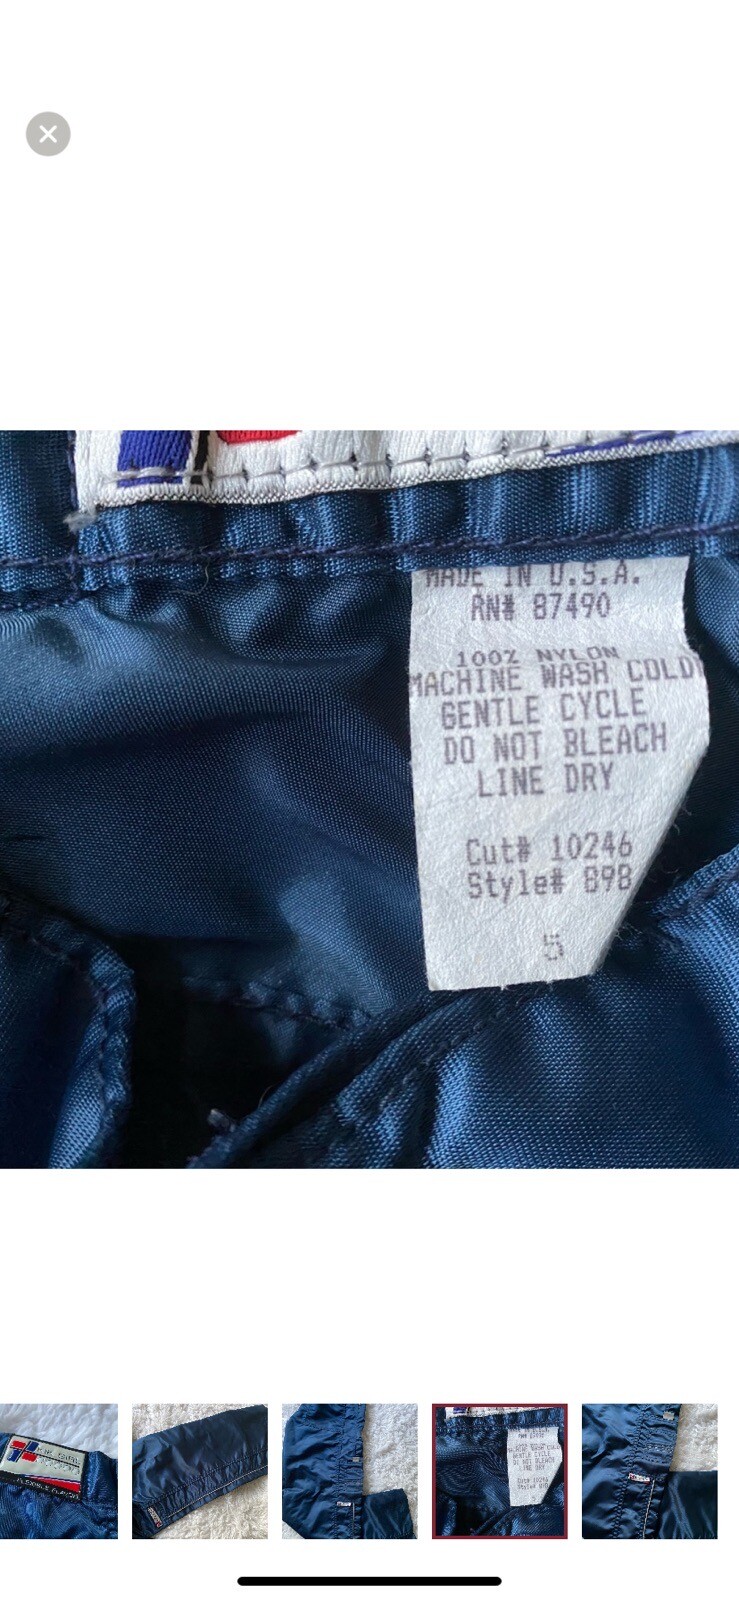 MADE IN U.S.A.
RN# 87490
100% NYLON
MACHINE WASH COLD
GENTLE CYCLE
DO NOT BLEACH
LINE DRY
Cut# 10246
Style# 898
5